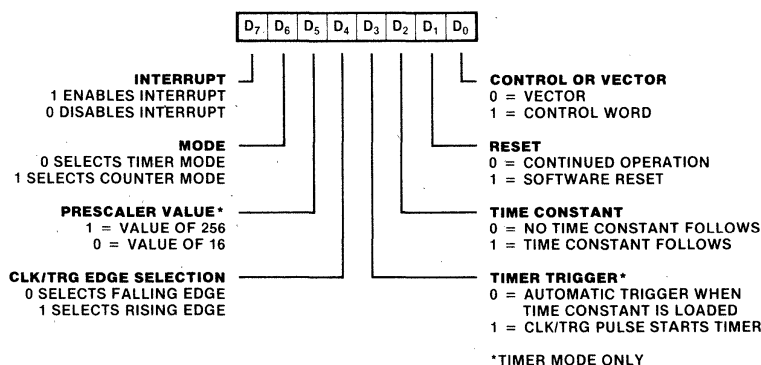 D7 D6 D5 D4 D3 D2 D1 D0
INTERRUPT
1 ENABLES INTERRUPT
0 DISABLES INTERRUPT
MODE
0 SELECTS TIMER MODE
1 SELECTS COUNTER MODE
PRESCALER VALUE*
1 = VALUE OF 256
0 = VALUE OF 16
CLK/TRG EDGE SELECTION
0 SELECTS FALLING EDGE
1 SELECTS RISING EDGE
CONTROL OR VECTOR
0 = VECTOR
1 = CONTROL WORD
RESET
0 = CONTINUED OPERATION
1 = SOFTWARE RESET
TIME CONSTANT
0 = NO TIME CONSTANT FOLLOWS
1 = TIME CONSTANT FOLLOWS
TIMER TRIGGER*
0 = AUTOMATIC TRIGGER WHEN
TIME CONSTANT IS LOADED
1 = CLK/TRG PULSE STARTS TIMER
*TIMER MODE ONLY